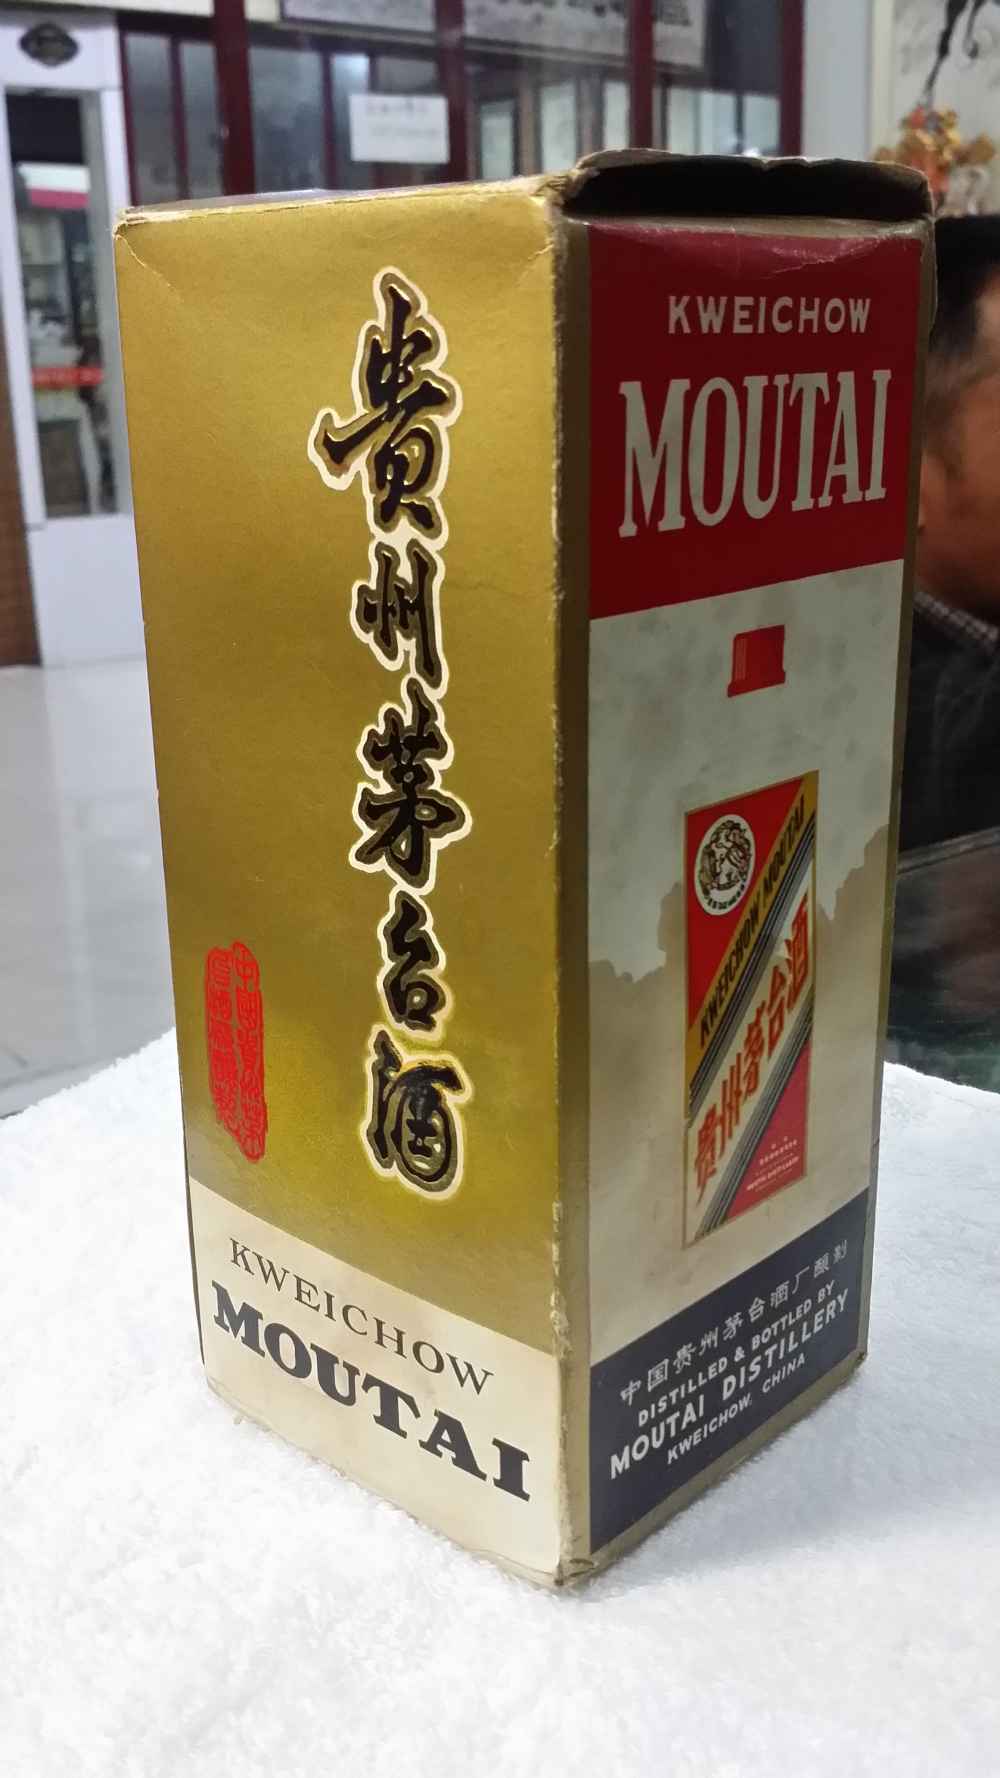 貴州茅台酒
KWEICHOW
MOUTAI
KWEICHOW
MOUTAI
KWEICHOW MOUTAI
贵州茅台酒
中国贵州茅台酒厂酿制
DISTILLED & BOTTLED BY
MOUTAI DISTILLERY
KWEICHOW, CHINA